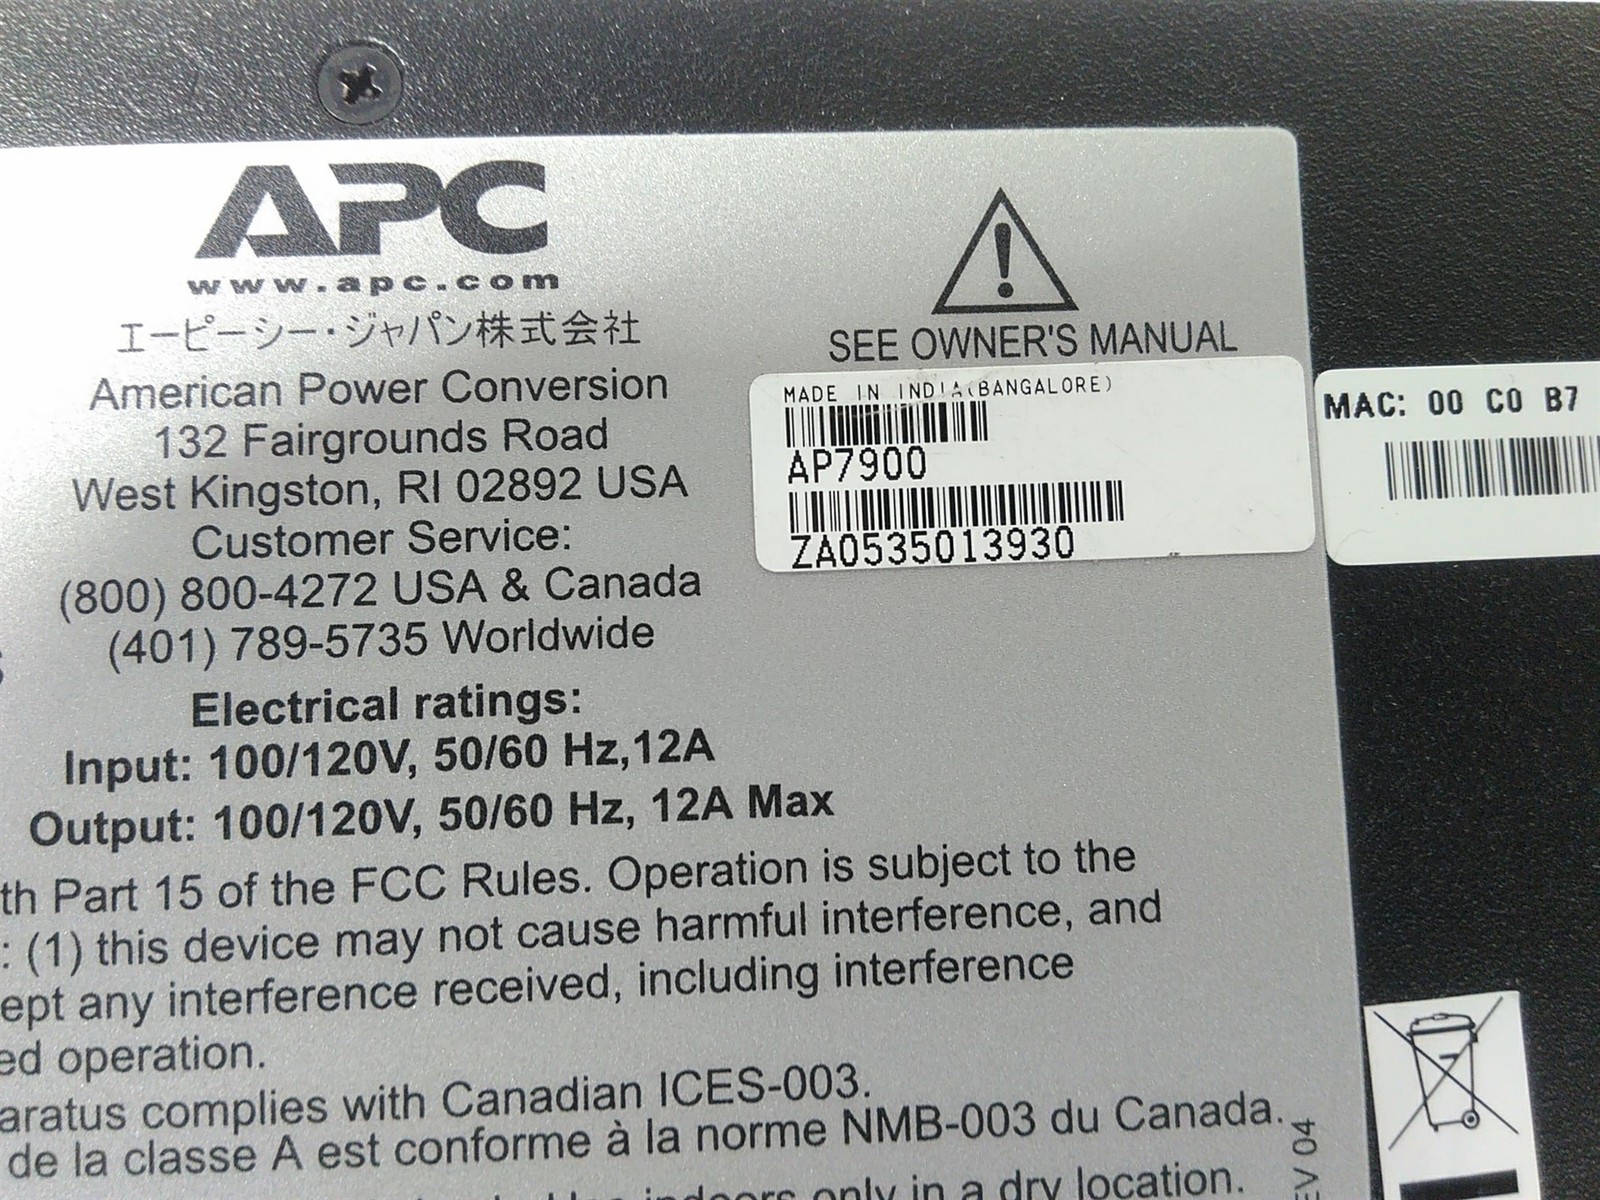 APC
www.apc.com
エーピーシー・ジャパン株式会社
American Power Conversion
132 Fairgrounds Road
West Kingston, RI 02892 USA
Customer Service:
(800) 800-4272 USA & Canada
(401) 789-5735 Worldwide
Electrical ratings:
Input: 100/120V, 50/60 Hz,12A
Output: 100/120V, 50/60 Hz, 12A Max
SEE OWNER'S MANUAL
MADE IN INDIA(BANGALORE)
AP7900
ZA0535013930
MAC: 00 C0 B7
th Part 15 of the FCC Rules. Operation is subject to the
: (1) this device may not cause harmful interference, and
ept any interference received, including interference
ed operation.
aratus complies with Canadian ICES-003.
de la classe A est conforme à la norme NMB-003 du Canada.
indoors only in a dry location.
EV 04